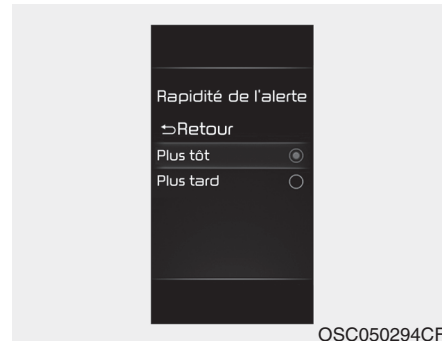 Rapidité de l'alerte
⮌Retour
Plus tôt
Plus tard
OSC050294CF